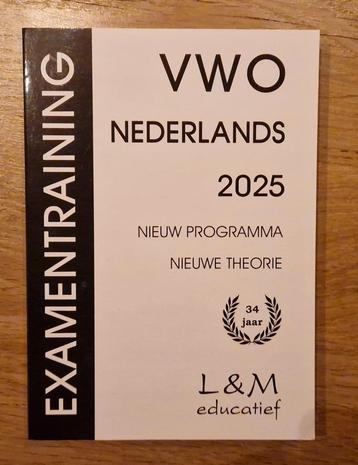 EXAMENTRAINING
VWO
NEDERLANDS
2025
NIEUW PROGRAMMA
NIEUWE THEORIE
34
jaar
L&M
educatief